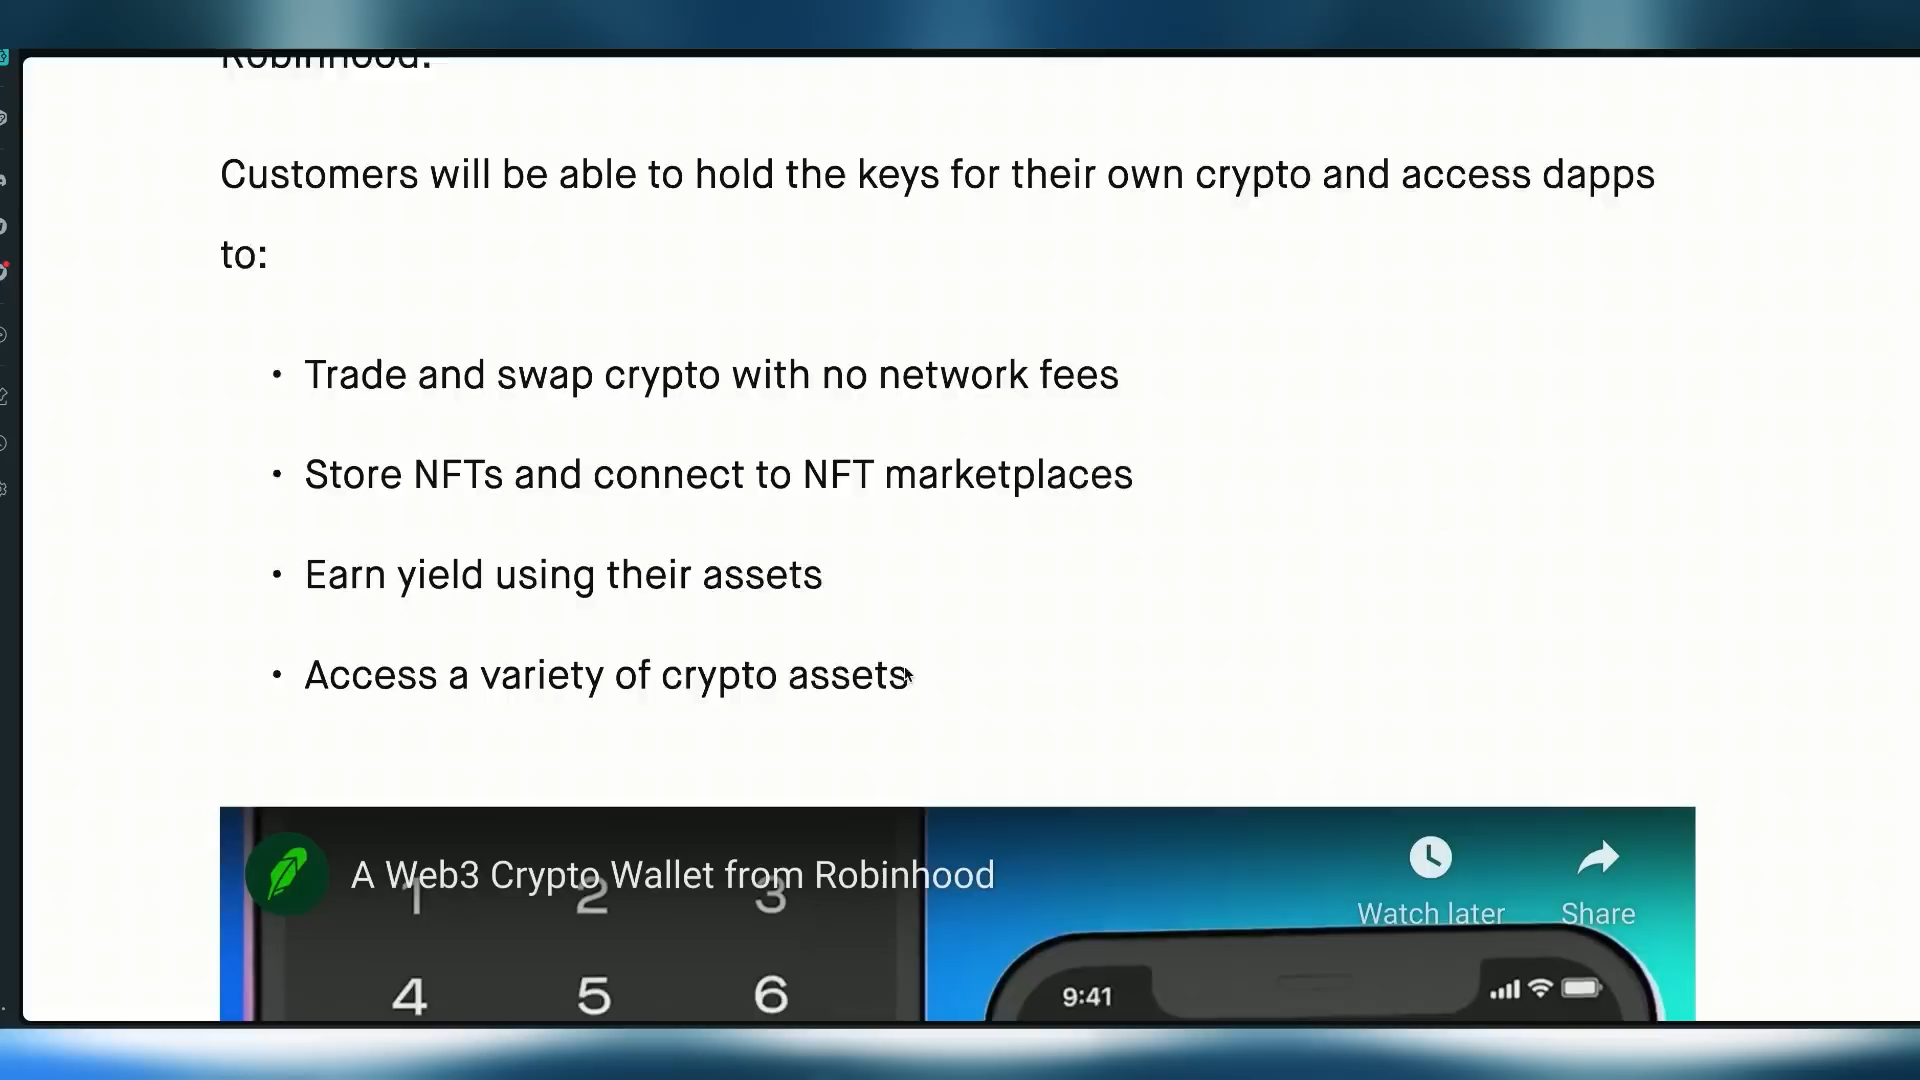 Robinhood:
Customers will be able to hold the keys for their own crypto and access dapps
to:
• Trade and swap crypto with no network fees
• Store NFTs and connect to NFT marketplaces
• Earn yield using their assets
• Access a variety of crypto assets
A Web3 Crypto Wallet from Robinhood
Watch later Share
1 2 3
4 5 6
9:41